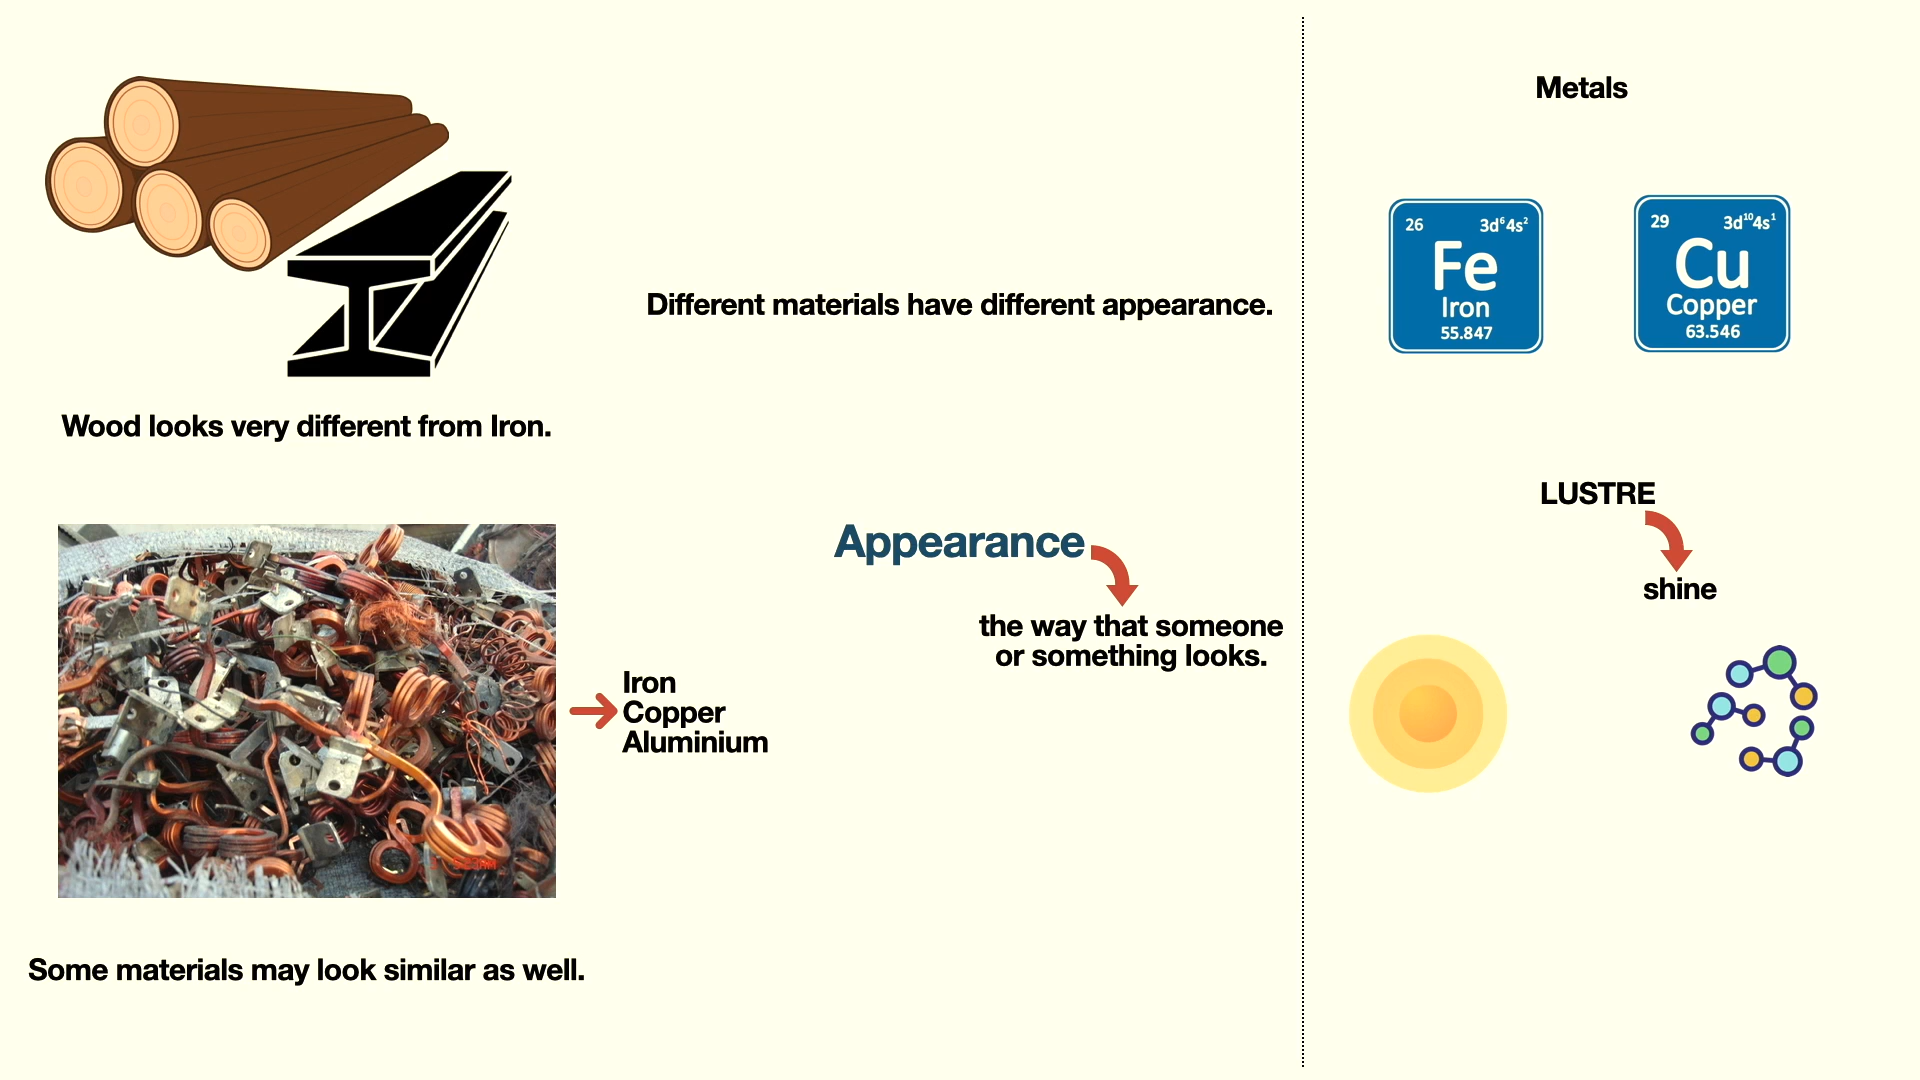 Wood looks very different from Iron.
Different materials have different appearance.
Appearance
the way that someone
or something looks.
Iron
Copper
Aluminium
Some materials may look similar as well.
Metals
26 3d⁶4s²
Fe
Iron
55.847
29 3d¹⁰4s¹
Cu
Copper
63.546
LUSTRE
shine